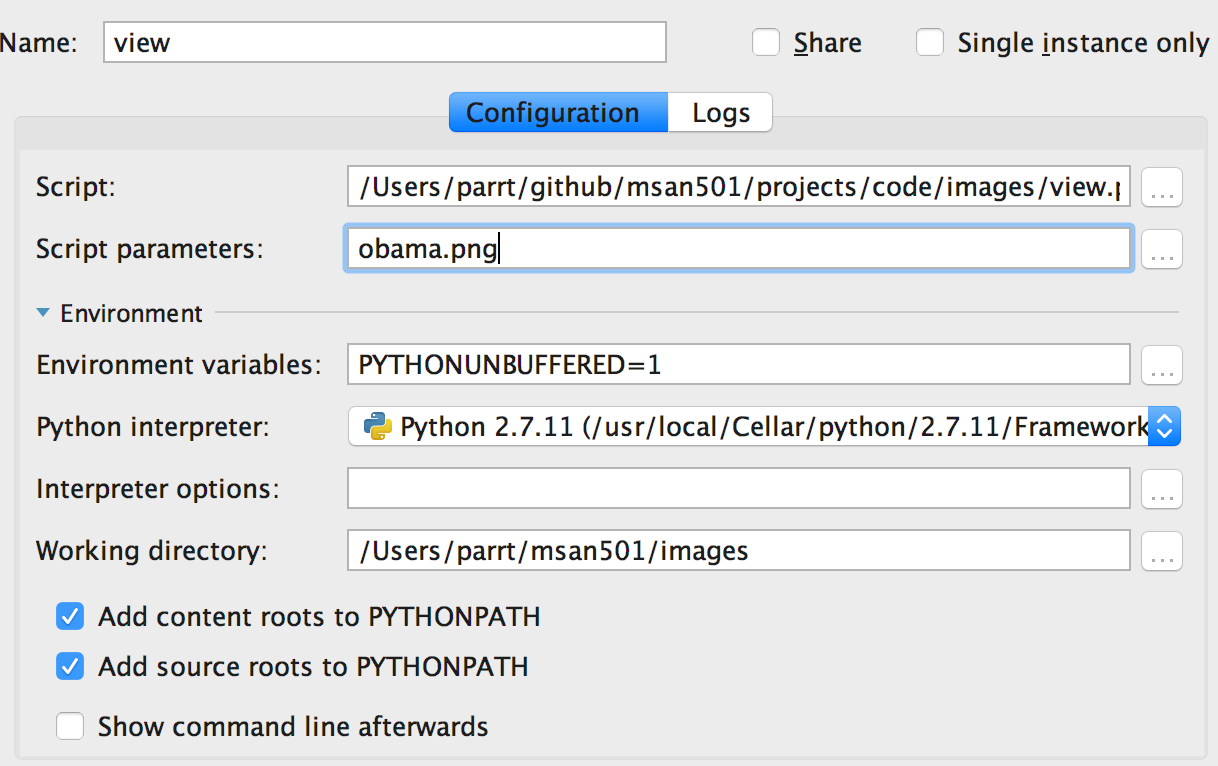 Name: view Share Single instance only
Configuration Logs
Script: /Users/parrt/github/msan501/projects/code/images/view.p
Script parameters: obama.png ...
Environment
Environment variables: PYTHONUNBUFFERED=1 ...
Python interpreter: Python 2.7.11 (/usr/local/Cellar/python/2.7.11/Framework
Interpreter options: ...
Working directory: /Users/parrt/msan501/images ...
Add content roots to PYTHONPATH
Add source roots to PYTHONPATH
Show command line afterwards